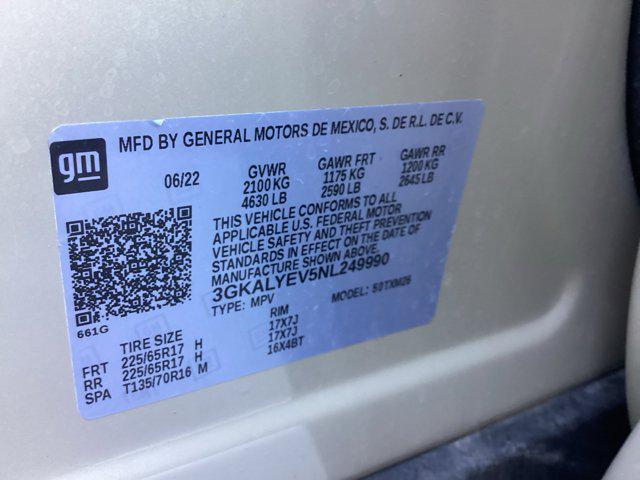 gm
MFD BY GENERAL MOTORS DE MEXICO, S. DE R.L. DE C.V.
06/22 GVWR GAWR FRT GAWR RR
2100 KG 1175 KG 1200 KG
4630 LB 2590 LB 2645 LB
THIS VEHICLE CONFORMS TO ALL
APPLICABLE U.S. FEDERAL MOTOR
VEHICLE SAFETY AND THEFT PREVENTION
STANDARDS IN EFFECT ON THE DATE OF
MANUFACTURE SHOWN ABOVE.
3GKALYEV5NL249990
TYPE: MPV MODEL: 50TXM26
661G
TIRE SIZE RIM
FRT 225/65R17 H 17X7J
RR 225/65R17 H 17X7J
SPA T135/70R16 M 16X4BT